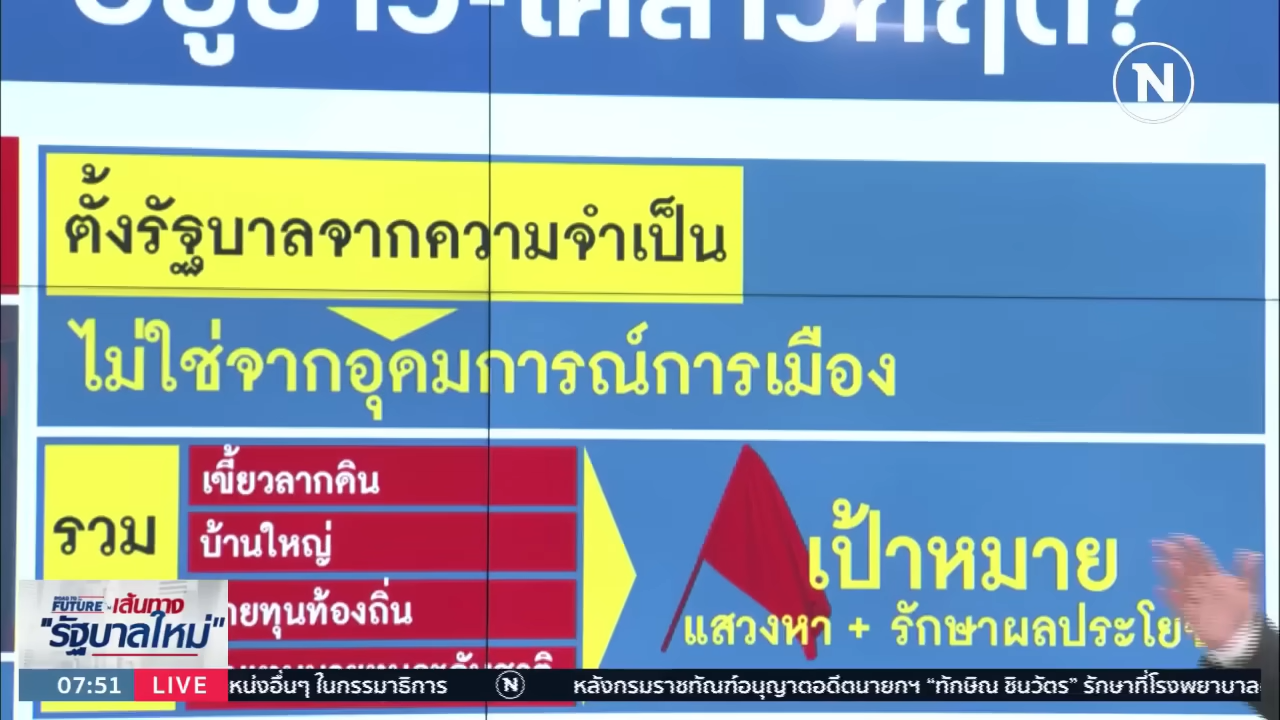 ตั้งรัฐบาลจากความจำเป็น
ไม่ใช่จากอุดมการณ์การเมือง
รวม
เขี้ยวลากดิน
บ้านใหญ่
เป้าหมาย
แสวงหา + รักษาผลประโยชน์
FUTURE เส้นทาง
"รัฐบาลใหม่"
07:51 LIVE หน่งอื่นๆ ในกรรมาธิการ N หลังกรมราชทัณฑ์อนุญาตอดีตนายกฯ “ทักษิณ ชินวัตร” รักษาที่โรงพยาบาล
N